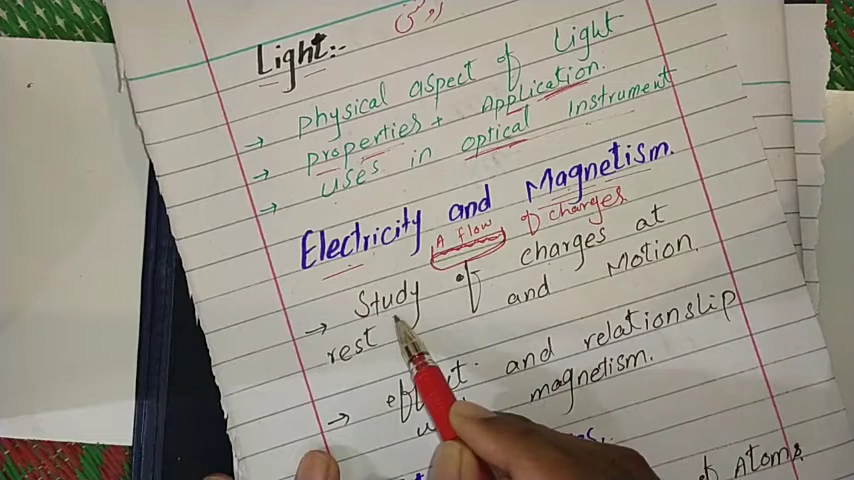 روشنی
Light:-
→ physical aspect of Light
→ properties + Application.
→ uses in optical Instrument
Electricity and Magnetism.
A flow of charges
→ Study of charges at
rest and Motion.
→ effect and relationship
magnetism.
of Atoms